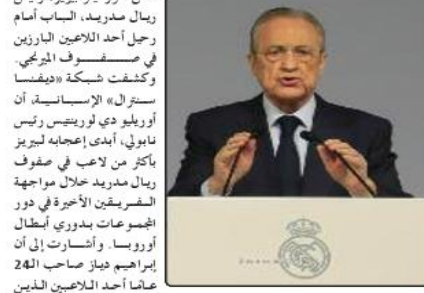 ريال مدريد، الباب أمام
رحيل أحد اللاعبين البارزين
في صفوف الميرنجي.
وكشفت شبكة «ديفنسا
سنترال» الإسبانية، أن
أوريليو دي لورينتيس رئيس
نابولي، أبدى إعجابه لبيريز
بأكثر من لاعب في صفوف
ريال مدريد خلال مواجهة
الفريقين الأخيرة في دور
المجموعات بدوري أبطال
أوروبا. وأشارت إلى أن
إبراهيم دياز صاحب الـ24
عامًا أحد اللاعبين الذين